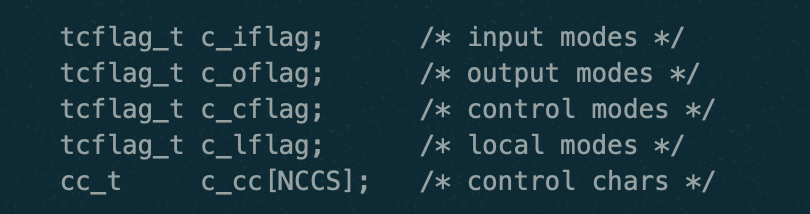 tcflag_t c_iflag;      /* input modes */
tcflag_t c_oflag;      /* output modes */
tcflag_t c_cflag;      /* control modes */
tcflag_t c_lflag;      /* local modes */
cc_t     c_cc[NCCS];   /* control chars */